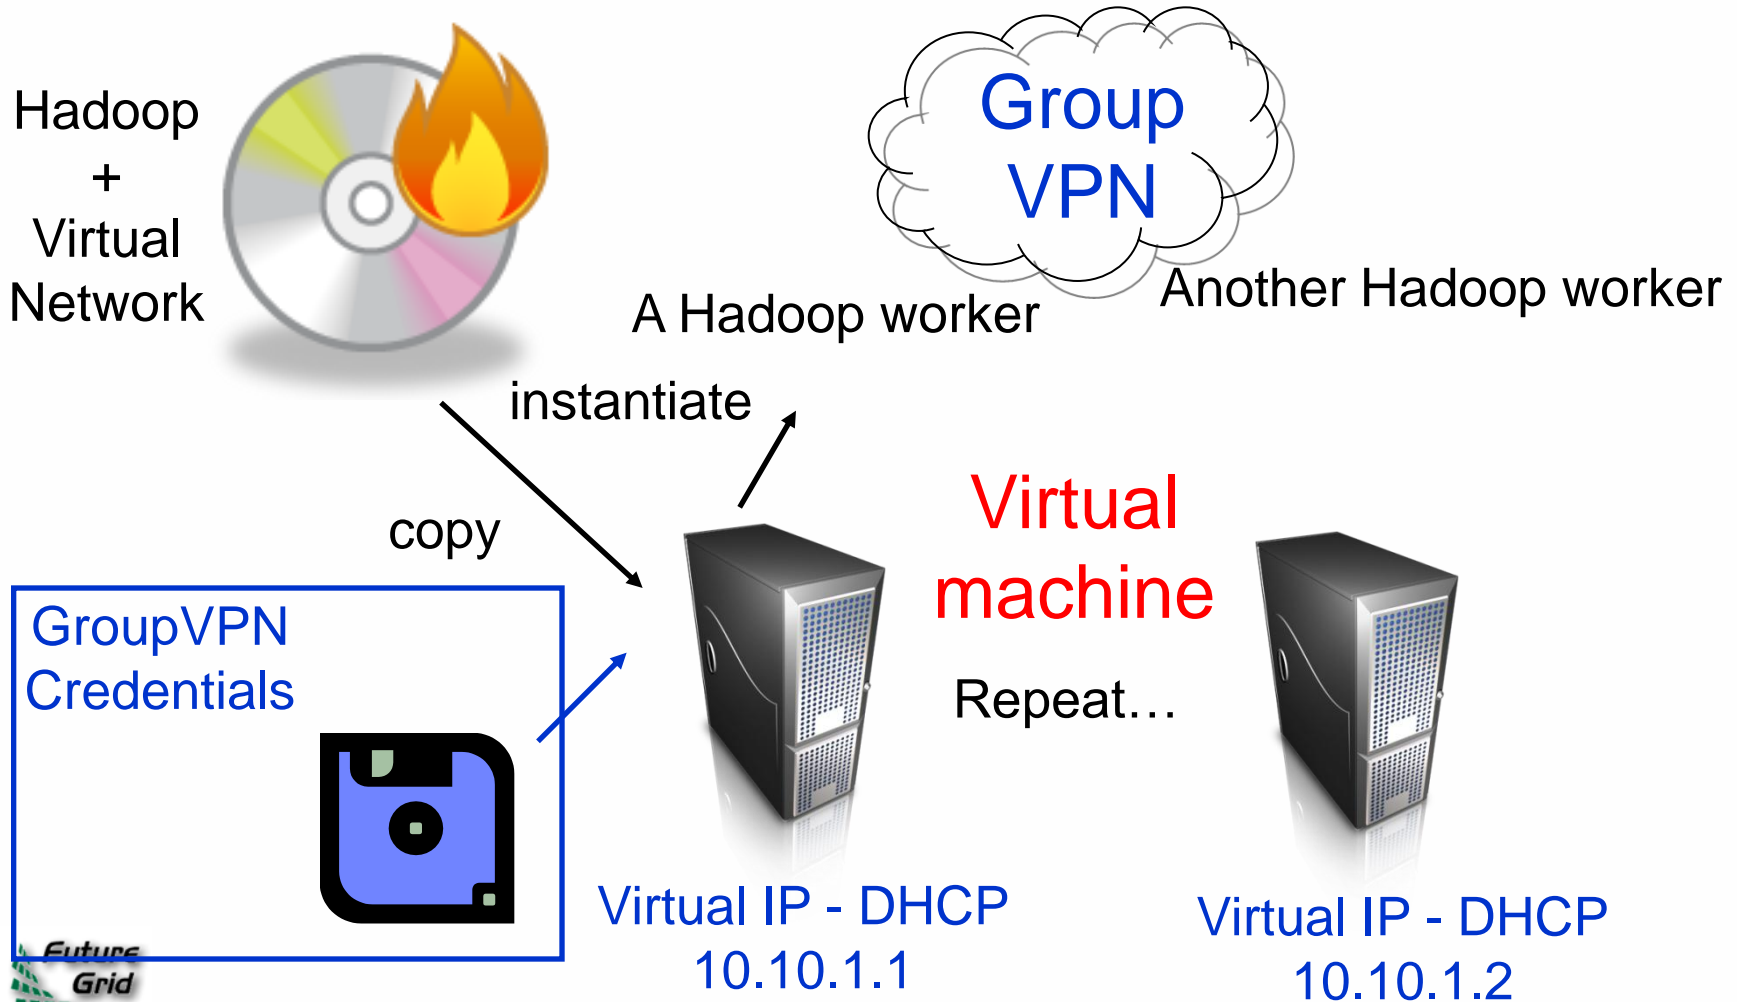 Hadoop
+
Virtual
Network
Group
VPN
A Hadoop worker
Another Hadoop worker
instantiate
copy
Virtual
machine
Repeat…
GroupVPN
Credentials
Virtual IP - DHCP
10.10.1.1
Virtual IP - DHCP
10.10.1.2
Future
Grid